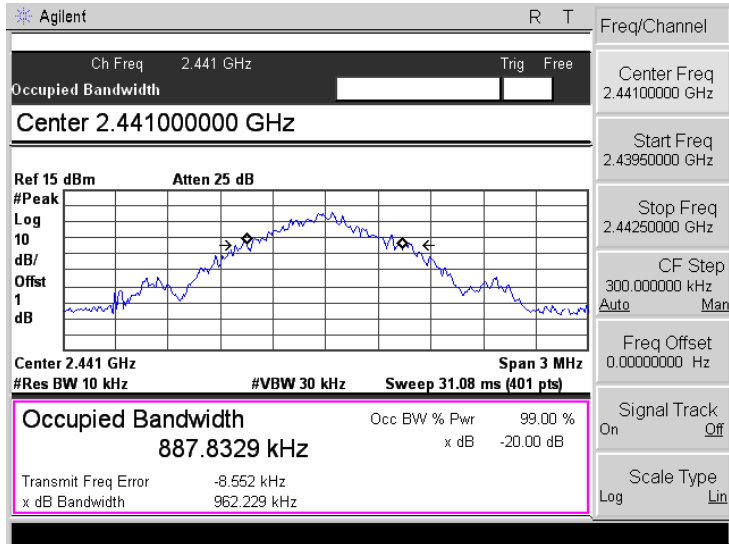 Agilent R T
Ch Freq 2.441 GHz Trig Free
Occupied Bandwidth
Center 2.441000000 GHz
Ref 15 dBm Atten 25 dB
#Peak
Log
10
dB/
Offst
1
dB
Center 2.441 GHz Span 3 MHz
#Res BW 10 kHz #VBW 30 kHz Sweep 31.08 ms (401 pts)
Occupied Bandwidth Occ BW % Pwr 99.00 %
887.8329 kHz x dB -20.00 dB
Transmit Freq Error -8.552 kHz
x dB Bandwidth 962.229 kHz
Freq/Channel
Center Freq
2.44100000 GHz
Start Freq
2.43950000 GHz
Stop Freq
2.44250000 GHz
CF Step
300.000000 kHz
Auto Man
Freq Offset
0.00000000 Hz
Signal Track
On Off
Scale Type
Log Lin